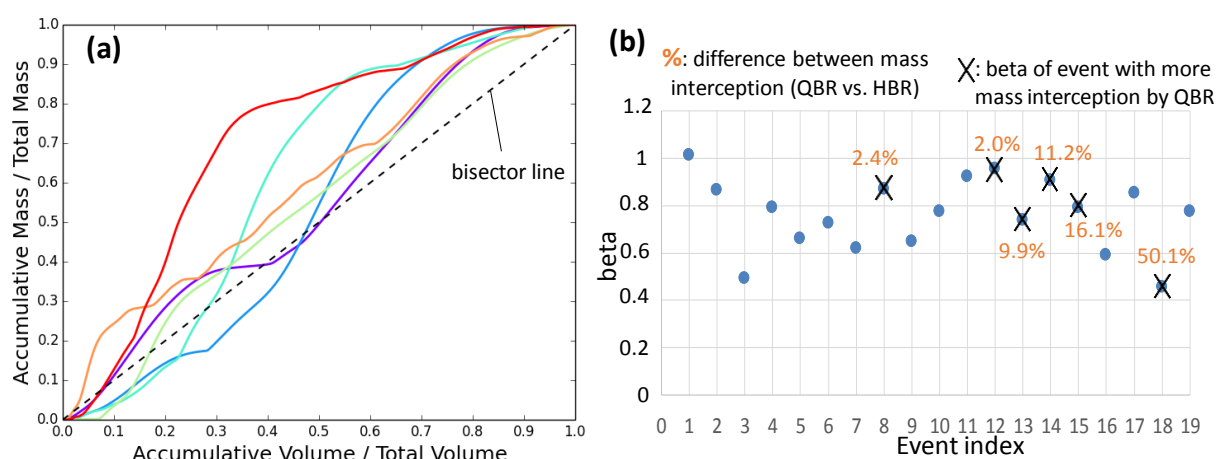 (a)
Accumulative Mass / Total Mass
1.0
0.9
0.8
0.7
0.6
0.5
0.4
0.3
0.2
0.1
0.0
bisector line
0.0 0.1 0.2 0.3 0.4 0.5 0.6 0.7 0.8 0.9 1.0
Accumulative Volume / Total Volume
(b)
%: difference between mass
interception (QBR vs. HBR)
X: beta of event with more
mass interception by QBR
beta
1.2
1
0.8
0.6
0.4
0.2
0
2.4%
2.0%
11.2%
9.9%
16.1%
50.1%
0 1 2 3 4 5 6 7 8 9 10 11 12 13 14 15 16 17 18 19
Event index